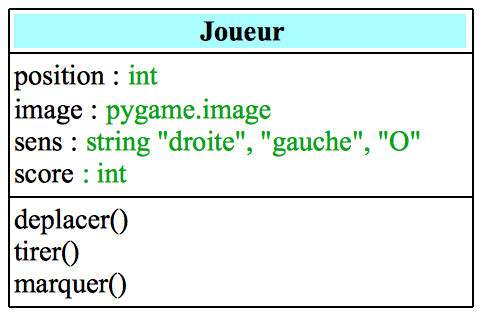 Joueur
position : int
image : pygame.image
sens : string "droite", "gauche", "O"
score : int
deplacer()
tirer()
marquer()